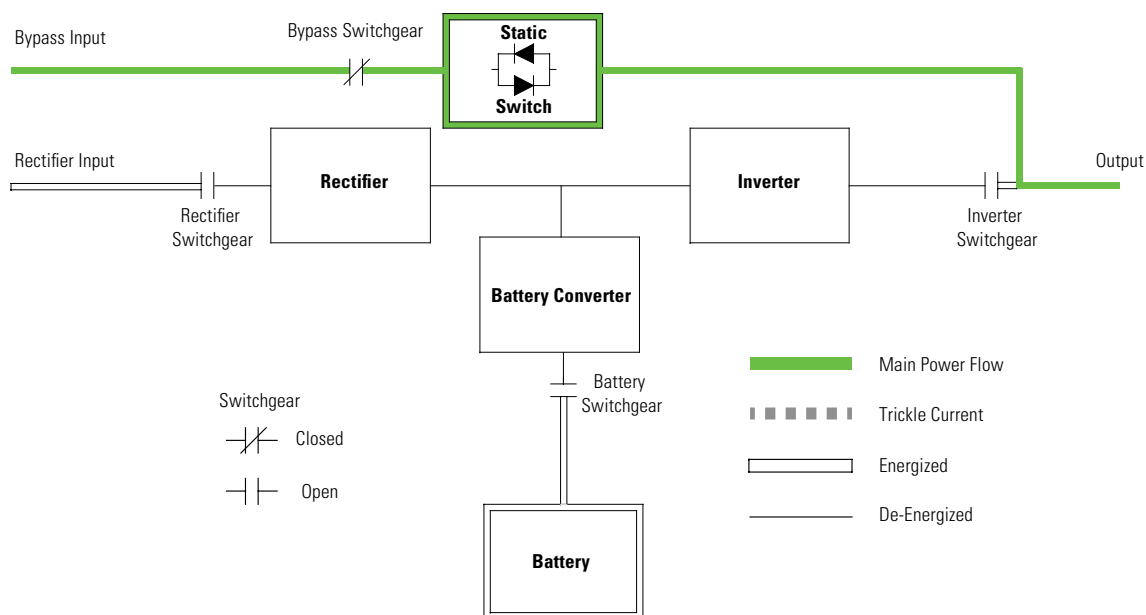 Bypass Input
Bypass Switchgear
Static
Switch
Rectifier Input
Rectifier
Inverter
Output
Rectifier
Switchgear
Inverter
Switchgear
Battery Converter
Battery
Switchgear
Switchgear
Closed
Open
Battery
Main Power Flow
Trickle Current
Energized
De-Energized